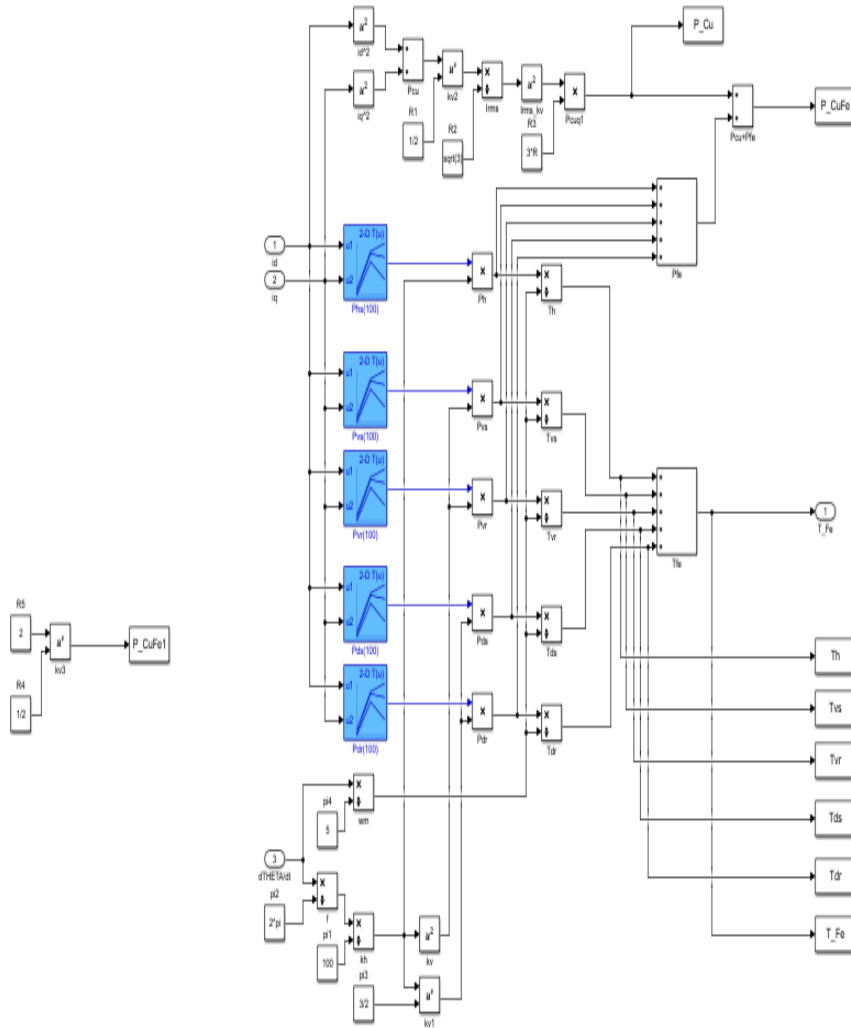 P_Cu
u²
id^2
Pcu
u²
iq^2
uᵛ
kv2
Irms
u²
Irms_kv
Pcuq1
P_CuFe
Pcu+Pfe
R1
1/2
R2
sqrt(3
R3
3*R
Pfe
1
id
2
iq
2-D T(u)
u1
u2
Phs(100)
Ph
Th
2-D T(u)
u1
u2
Pvs(100)
Pvs
Tvs
2-D T(u)
u1
u2
Pvr(100)
Pvr
Tvr
Tfe
1
T_Fe
2-D T(u)
u1
u2
Pds(100)
Pds
Tds
R5
2
uᵛ
kv3
P_CuFe1
R4
1/2
2-D T(u)
u1
u2
Pdr(100)
Pdr
Tdr
Th
Tvs
Tvr
Tds
Tdr
T_Fe
pi4
5
wm
3
dTHETA/dt
pi2
2*pi
f
pi1
100
kh
u²
kv
pi3
3/2
uᵛ
kv1